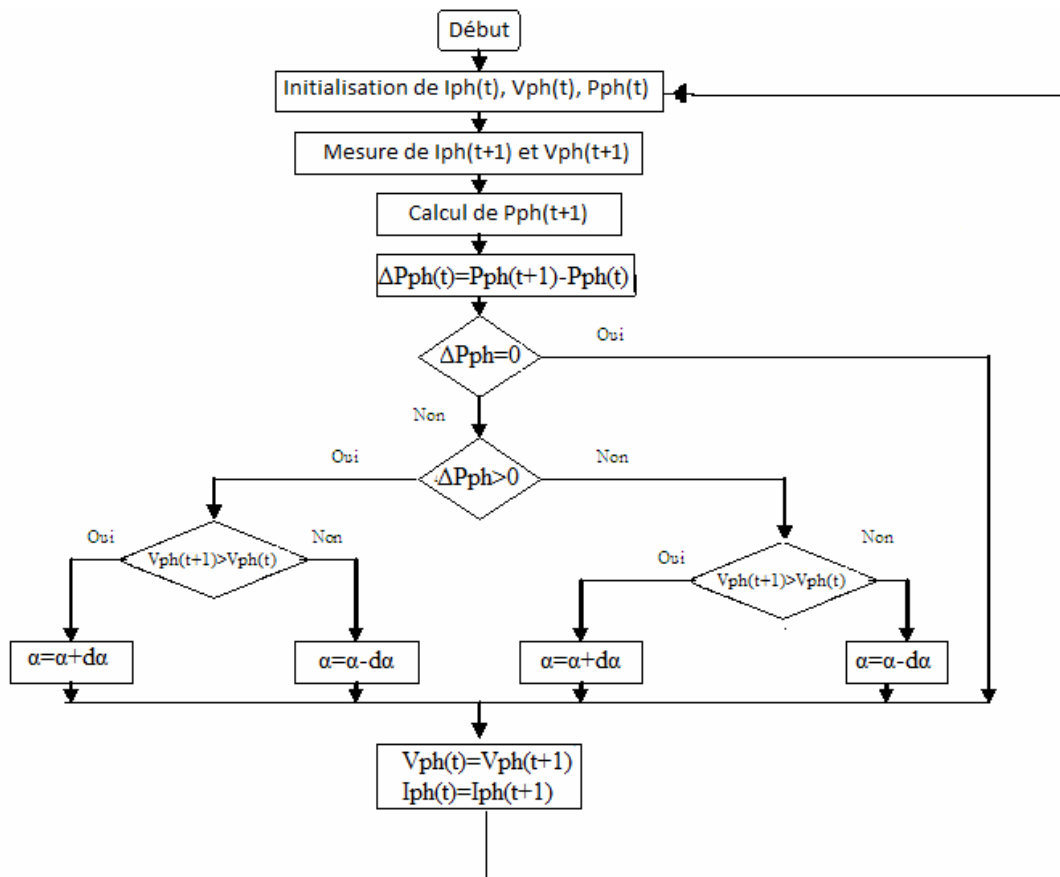 Début
Initialisation de Iph(t), Vph(t), Pph(t)
Mesure de Iph(t+1) et Vph(t+1)
Calcul de Pph(t+1)
ΔPph(t)=Pph(t+1)-Pph(t)
Oui
ΔPph=0
Non
Oui
ΔPph>0
Non
Oui
Vph(t+1)>Vph(t)
Non
Oui
Vph(t+1)>Vph(t)
Non
α=α+dα
α=α-dα
α=α+dα
α=α-dα
Vph(t)=Vph(t+1)
Iph(t)=Iph(t+1)